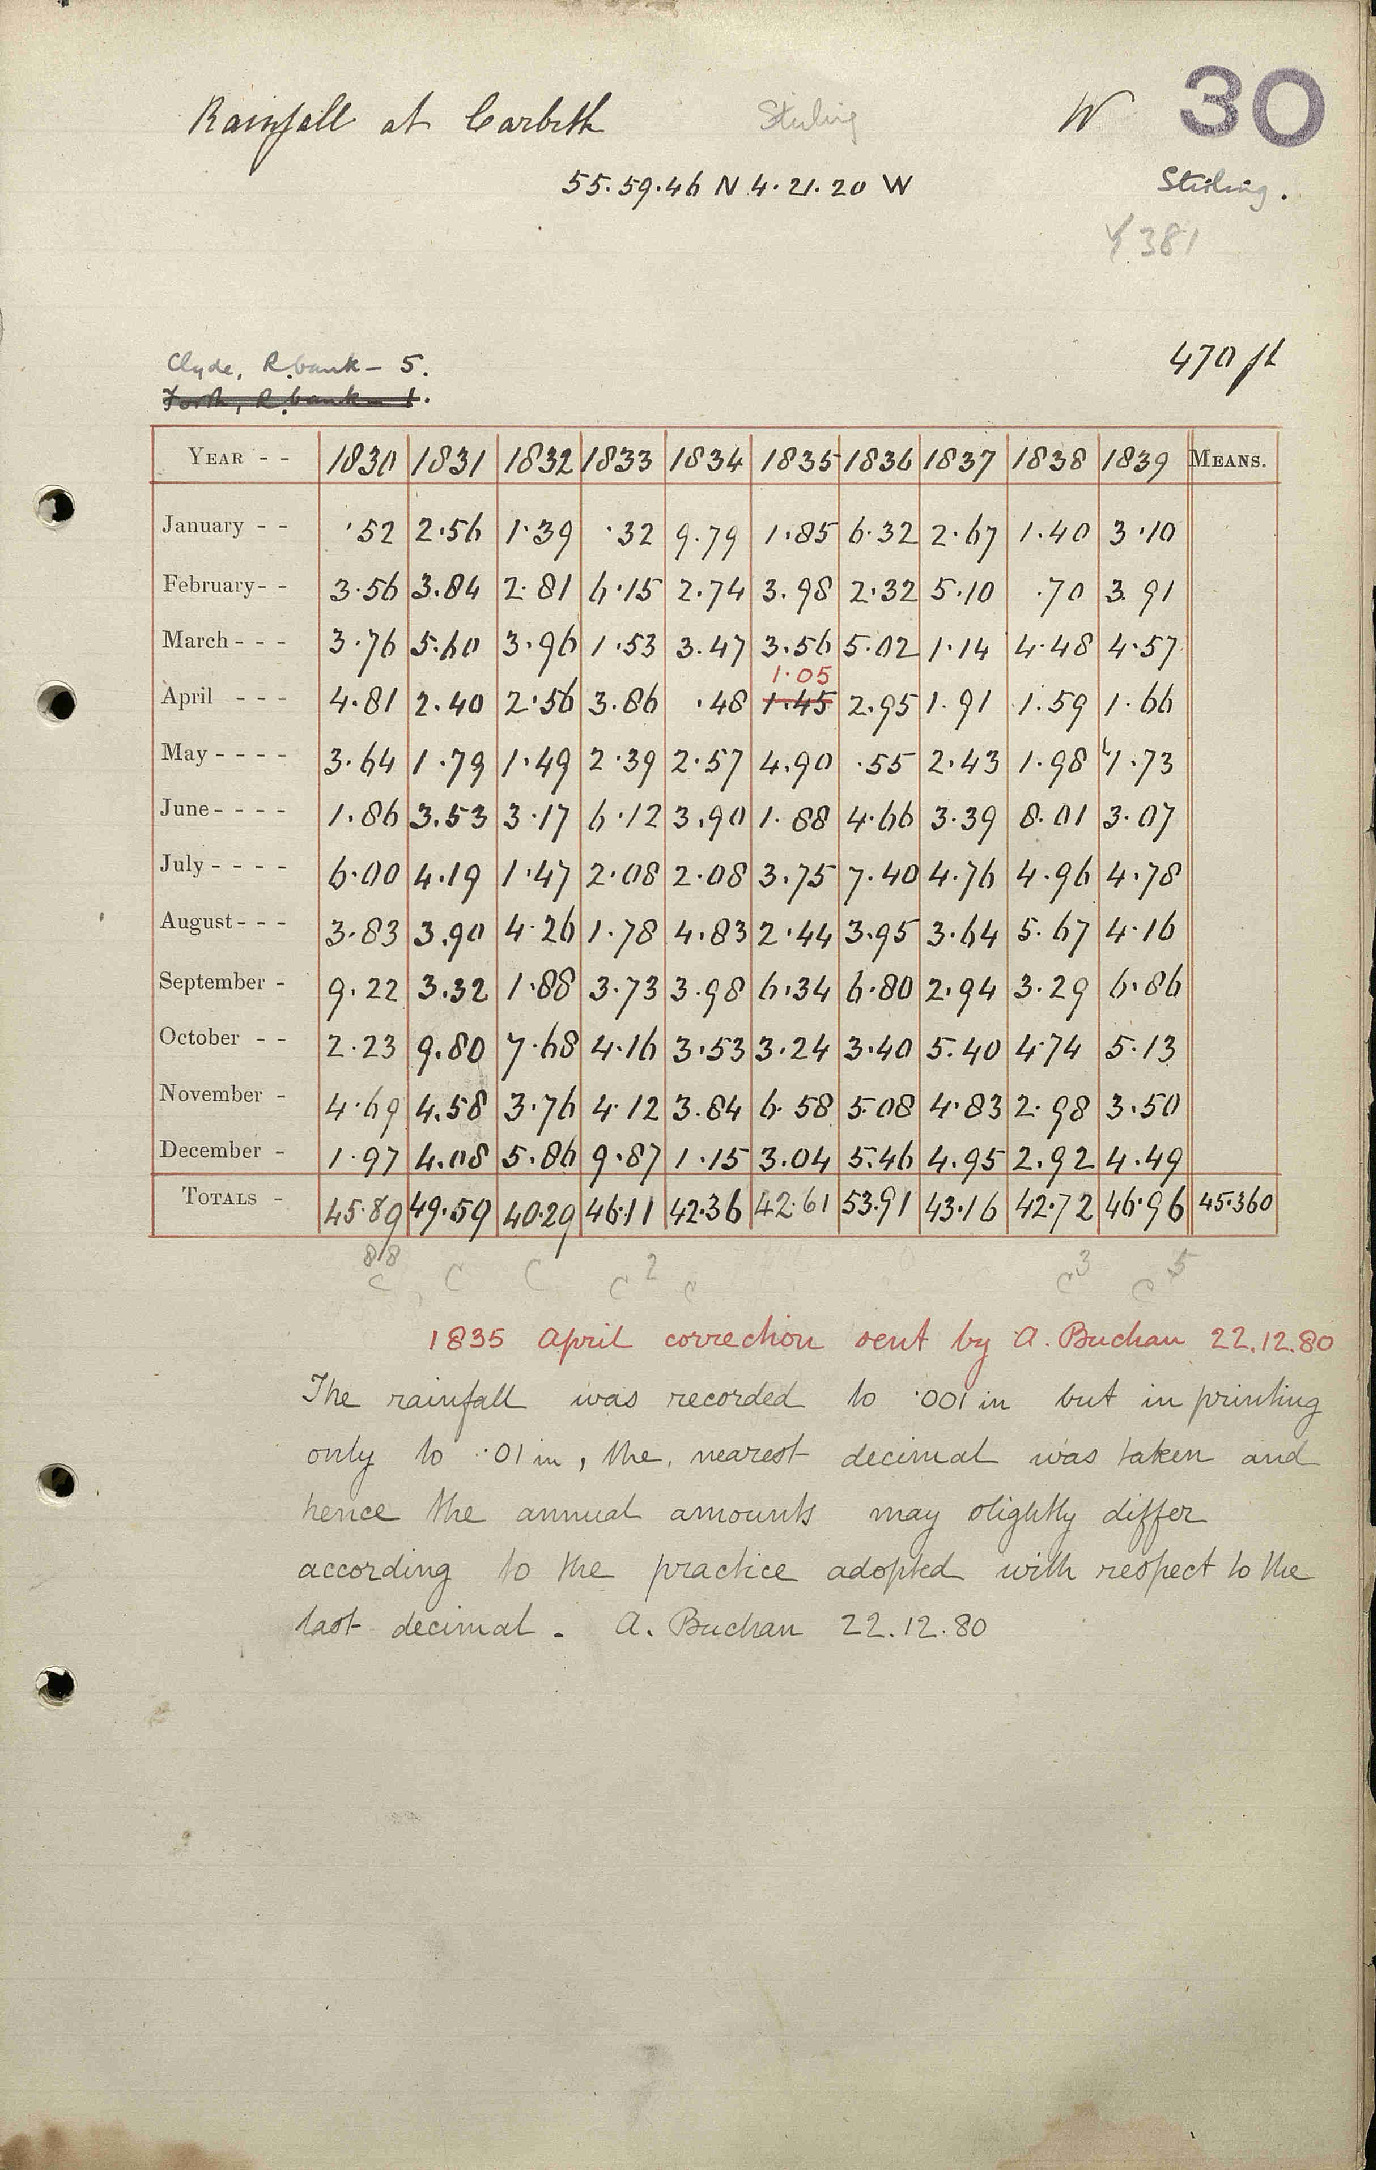 Rainfall at Carbeth Stirling W 30
55.59.46 N 4.21.20 W Stirling.
381
470 ft
Clyde, R. bank - 5.
Forth, R. bank - 1.
YEAR - - 1830 1831 1832 1833 1834 1835 1836 1837 1838 1839 MEANS.
January - - ·52 2·56 1·39 ·32 9·79 1·85 6·32 2·67 1·40 3·10
February - - 3·56 3·84 2·81 6·15 2·74 3·98 2·32 5·10 ·70 3·91
March - - - 3·76 5·60 3·96 1·53 3·47 3·56 5·02 1·14 4·48 4·57
1·05
April - - - 4·81 2·40 2·56 3·86 ·48 1·45 2·95 1·91 1·59 1·66
May - - - - 3·64 1·79 1·49 2·39 2·57 4·90 ·55 2·43 1·98 1·73
June - - - - 1·86 3·53 3·17 6·12 3·90 1·88 4·66 3·39 8·01 3·07
July - - - - 6·00 4·19 1·47 2·08 2·08 3·75 7·40 4·76 4·96 4·78
August - - - 3·83 3·90 4·26 1·78 4·83 2·44 3·95 3·64 5·67 4·16
September - 9·22 3·32 1·88 3·73 3·98 6·34 6·80 2·94 3·29 6·86
October - - 2·23 9·80 7·68 4·16 3·53 3·24 3·40 5·40 4·74 5·13
November - 4·69 4·58 3·76 4·12 3·84 6·58 5·08 4·83 2·98 3·50
December - 1·97 4·08 5·86 9·87 1·15 3·04 5·46 4·95 2·92 4·49
TOTALS - 45·89 49·59 40·29 46·11 42·36 42·61 53·91 43·16 42·72 46·96 45·360
88 2 3 5
c c c c c c c
1835 April correction sent by A. Buchan 22.12.80
The rainfall was recorded to ·001 in but in printing
only to ·01 in, the nearest decimal was taken and
hence the annual amounts may slightly differ
according to the practice adopted with respect to the
last decimal. A. Buchan 22.12.80